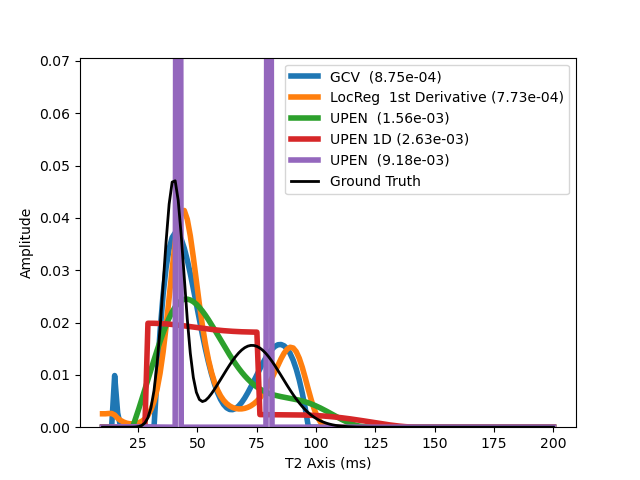 0.07
0.06
0.05
0.04
0.03
0.02
0.01
0.00
Amplitude
GCV  (8.75e-04)
LocReg  1st Derivative (7.73e-04)
UPEN  (1.56e-03)
UPEN 1D (2.63e-03)
UPEN  (9.18e-03)
Ground Truth
25 50 75 100 125 150 175 200
T2 Axis (ms)